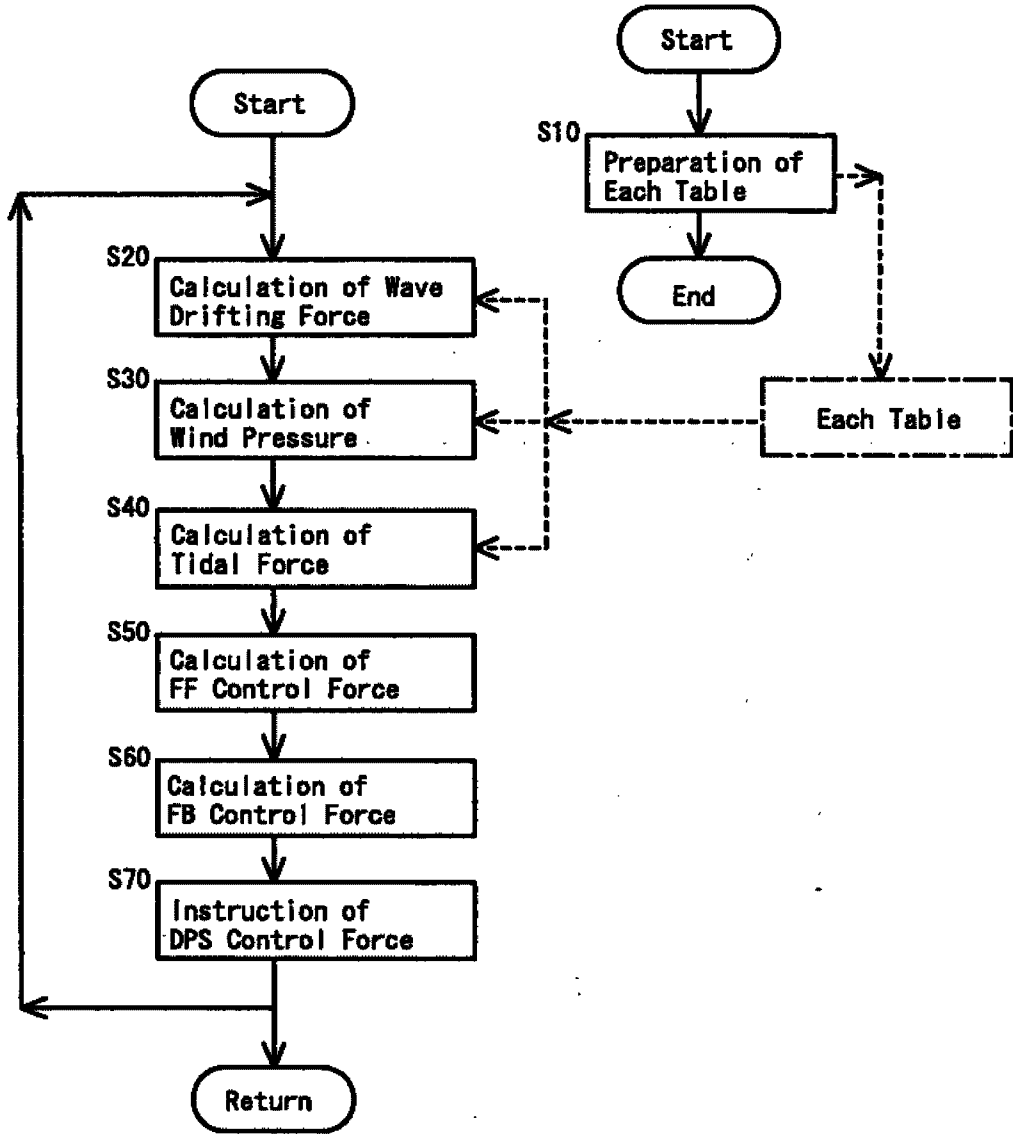 Start
S20
Calculation of Wave
Drifting Force
S30
Calculation of
Wind Pressure
S40
Calculation of
Tidal Force
S50
Calculation of
FF Control Force
S60
Calculation of
FB Control Force
S70
Instruction of
DPS Control Force
Return
Start
S10
Preparation of
Each Table
End
Each Table